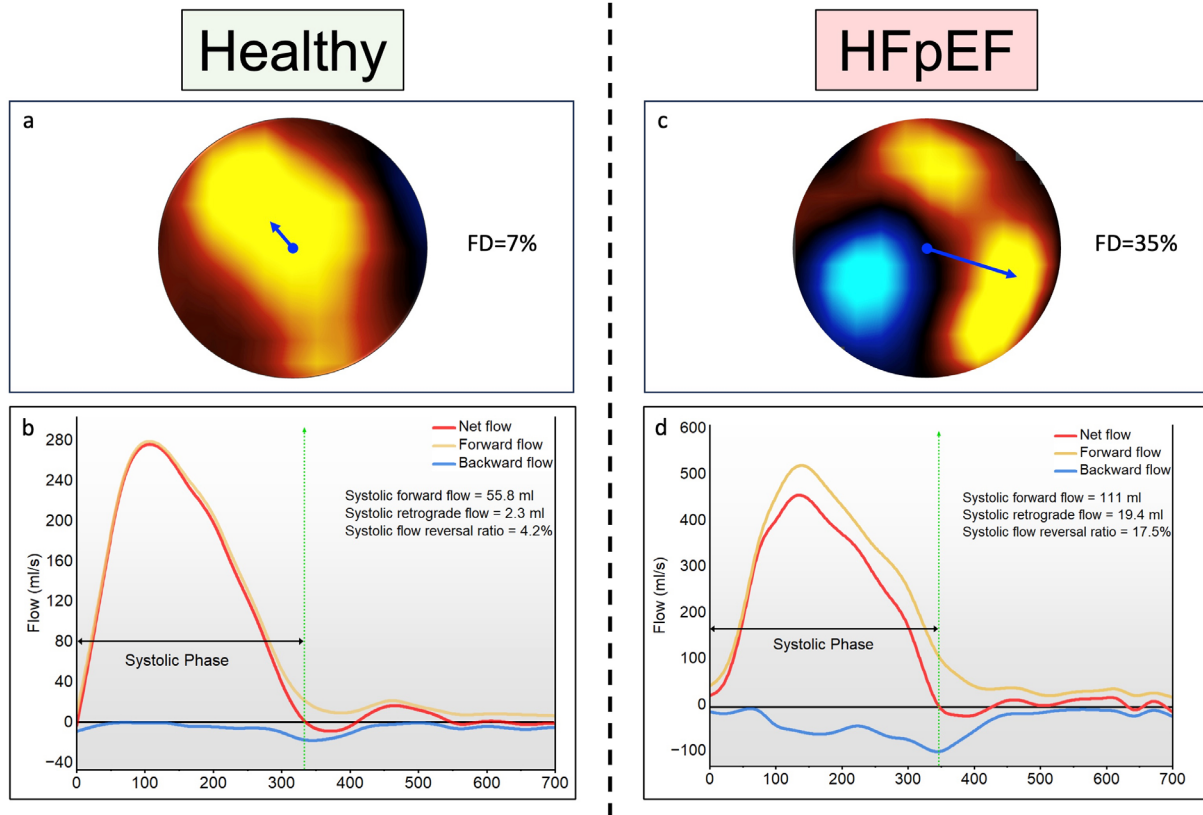 Healthy
HFpEF
a
FD=7%
c
FD=35%
b
Net flow
Forward flow
Backward flow
Systolic forward flow = 55.8 ml
Systolic retrograde flow = 2.3 ml
Systolic flow reversal ratio = 4.2%
Flow (ml/s)
280
240
200
160
120
80
40
0
−40
Systolic Phase
0 100 200 300 400 500 600 700
d
Net flow
Forward flow
Backward flow
Systolic forward flow = 111 ml
Systolic retrograde flow = 19.4 ml
Systolic flow reversal ratio = 17.5%
Flow (ml/s)
600
500
400
300
200
100
0
−100
Systolic Phase
0 100 200 300 400 500 600 700